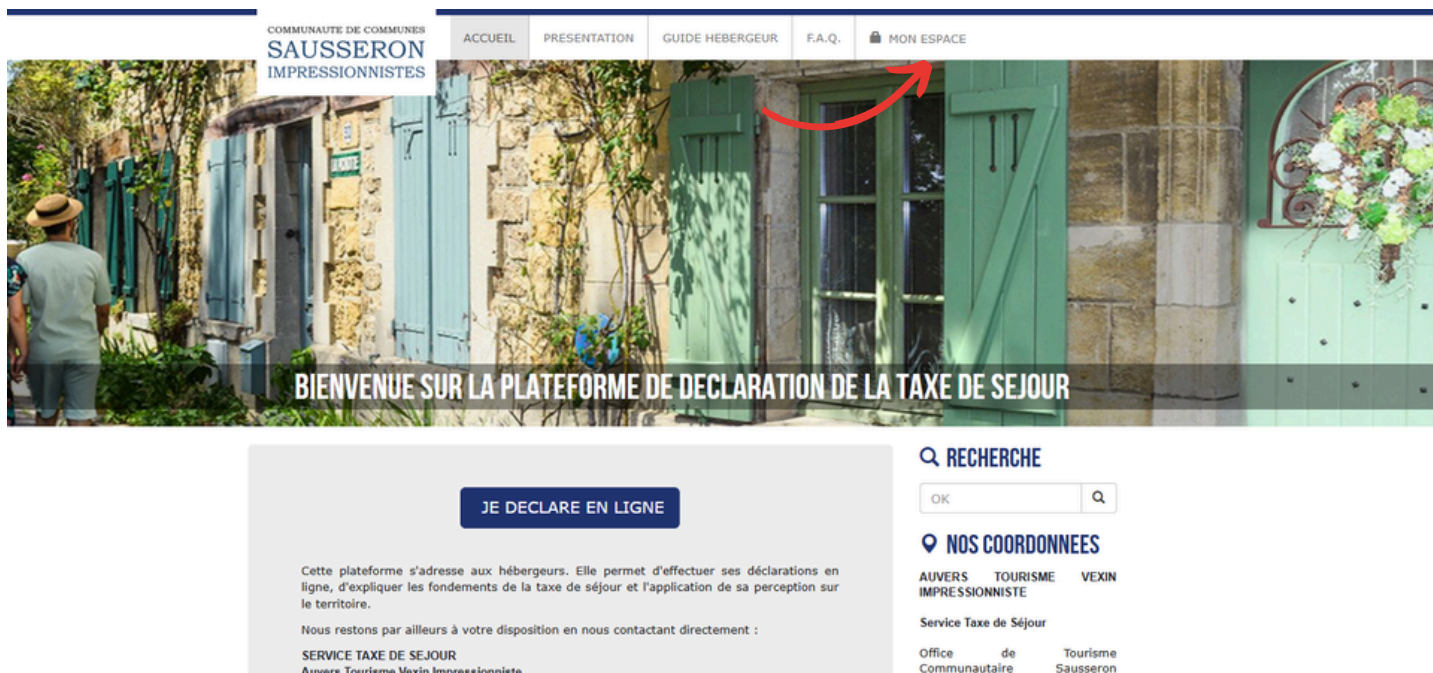 COMMUNAUTE DE COMMUNES
SAUSSERON
IMPRESSIONNISTES
ACCUEIL
PRESENTATION
GUIDE HEBERGEUR
F.A.Q.
MON ESPACE
BIENVENUE SUR LA PLATEFORME DE DECLARATION DE LA TAXE DE SEJOUR
JE DECLARE EN LIGNE
Cette plateforme s'adresse aux hébergeurs. Elle permet d'effectuer ses déclarations en
ligne, d'expliquer les fondements de la taxe de séjour et l'application de sa perception sur
le territoire.
Nous restons par ailleurs à votre disposition en nous contactant directement :
SERVICE TAXE DE SEJOUR
Auvers Tourisme Vexin Impressionniste
RECHERCHE
OK
NOS COORDONNEES
AUVERS TOURISME VEXIN
IMPRESSIONNISTE
Service Taxe de Séjour
Office de Tourisme
Communautaire Sausseron